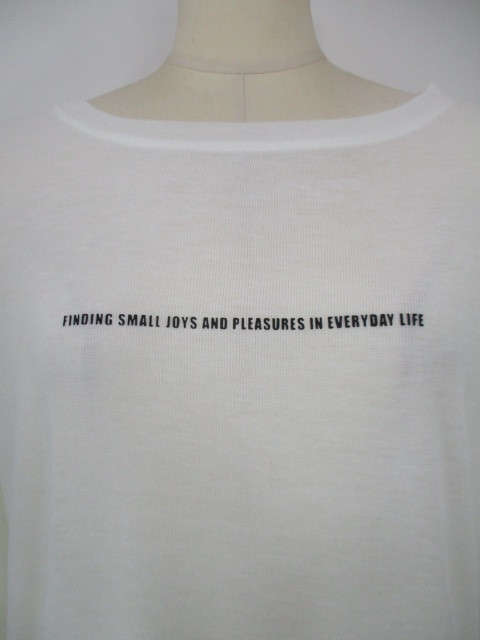 FINDING SMALL JOYS AND PLEASURES IN EVERYDAY LIFE